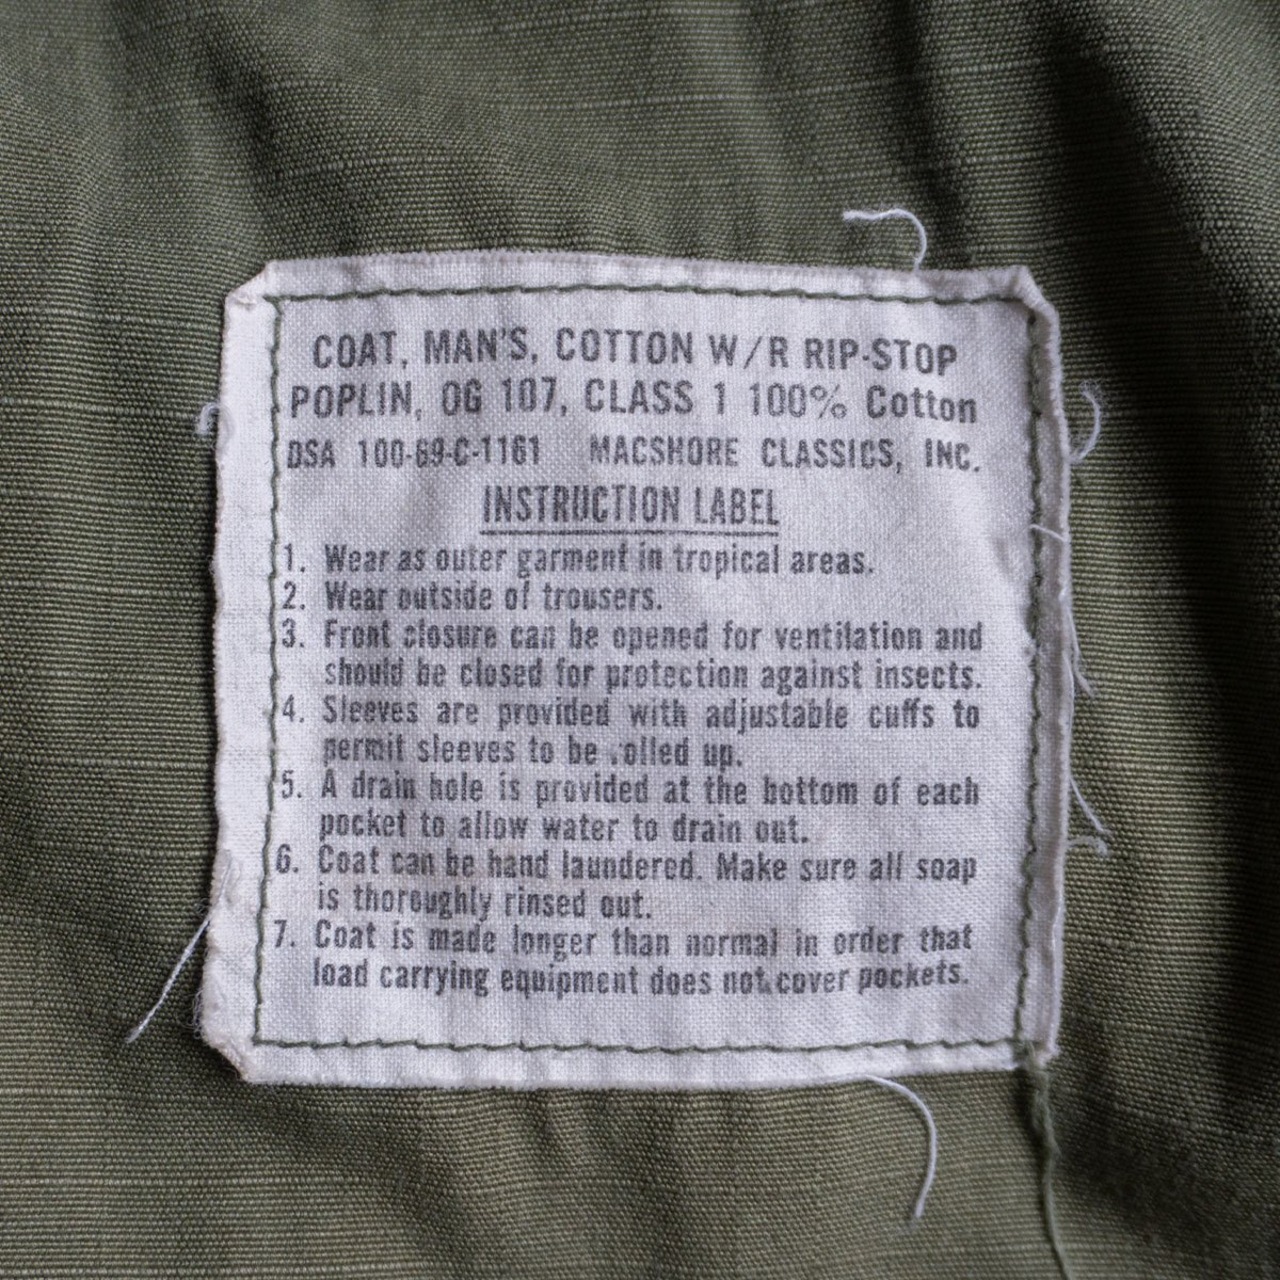 COAT, MAN'S, COTTON W/R RIP-STOP
POPLIN, OG 107, CLASS 1 100% Cotton
DSA 100-69-C-1161 MACSHORE CLASSICS, INC.
INSTRUCTION LABEL
1. Wear as outer garment in tropical areas.
2. Wear outside of trousers.
3. Front closure can be opened for ventilation and
should be closed for protection against insects.
4. Sleeves are provided with adjustable cuffs to
permit sleeves to be rolled up.
5. A drain hole is provided at the bottom of each
pocket to allow water to drain out.
6. Coat can be hand laundered. Make sure all soap
is thoroughly rinsed out.
7. Coat is made longer than normal in order that
load carrying equipment does not cover pockets.